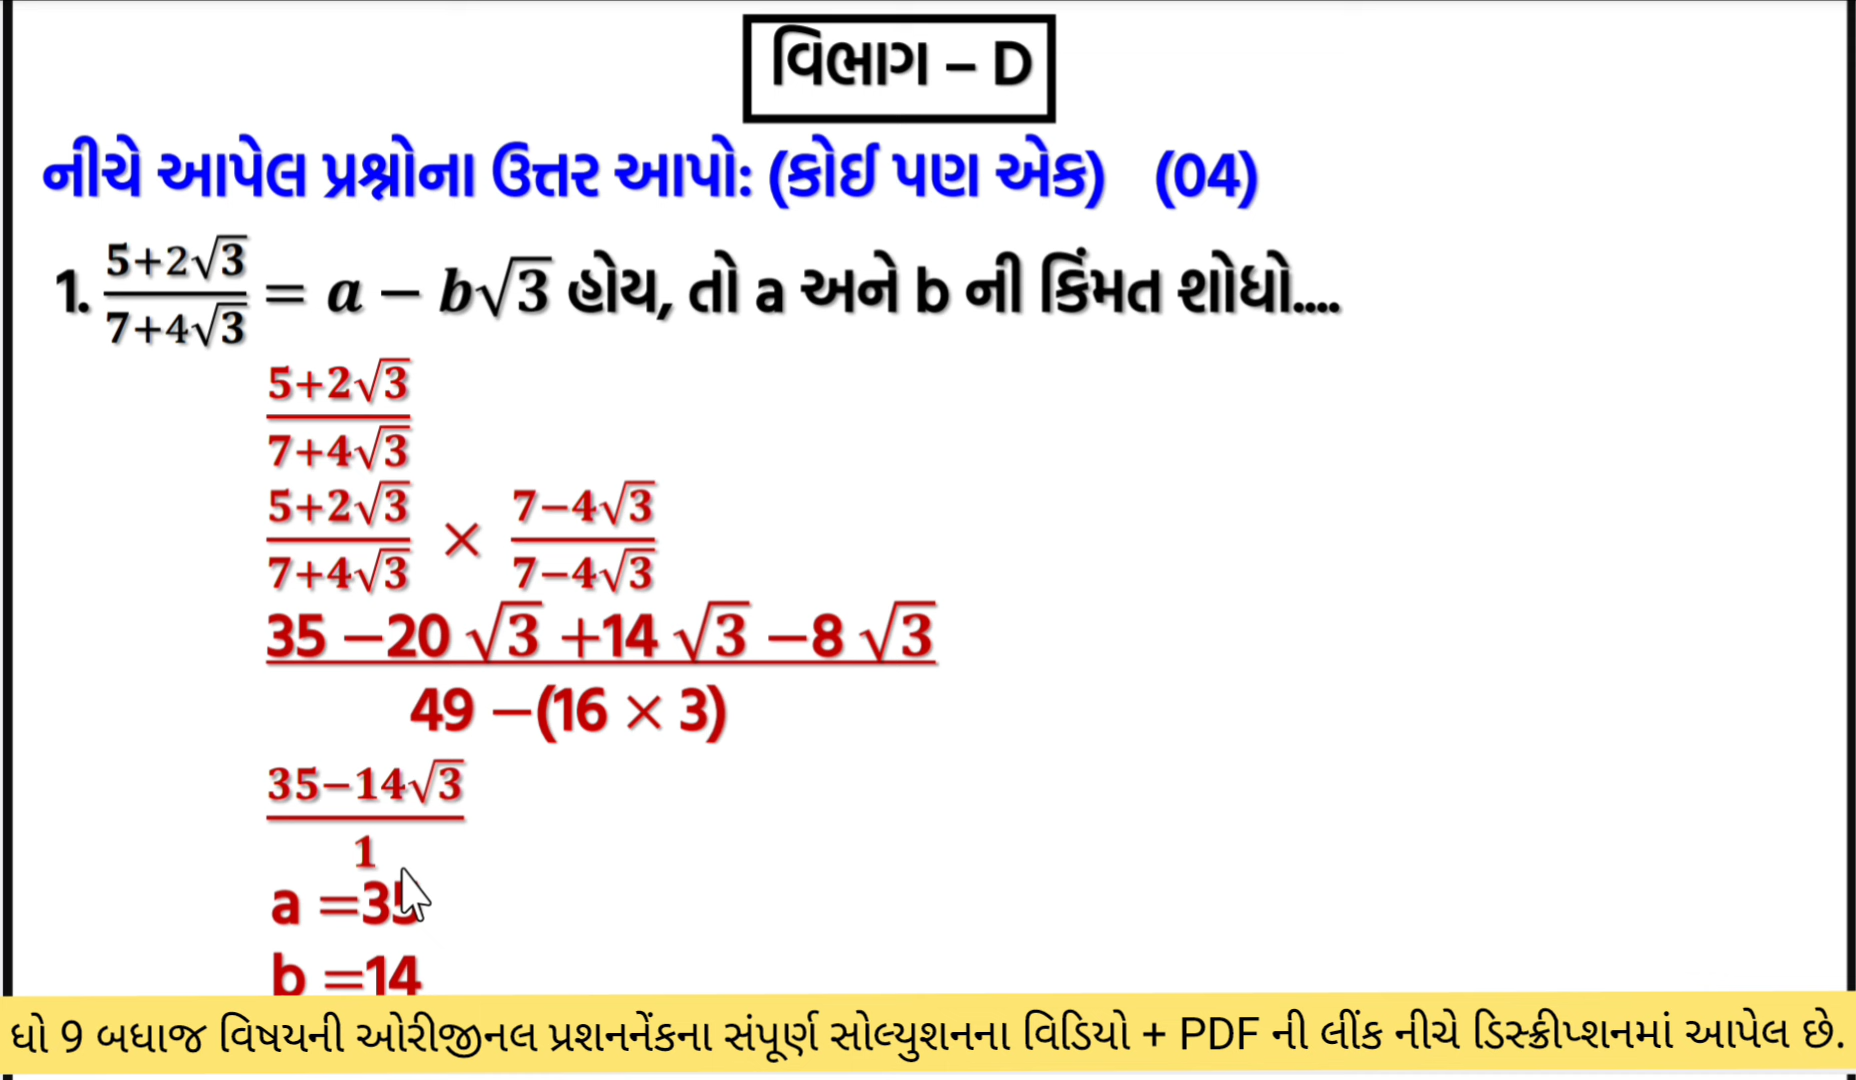 વિભાગ – D
નીચે આપેલ પ્રશ્નોના ઉત્તર આપો: (કોઈ પણ એક) (04)
1. (5+2√3)/(7+4√3) = a − b√3 હોય, તો a અને b ની કિંમત શોધો....
(5+2√3)/(7+4√3)
(5+2√3)/(7+4√3) × (7−4√3)/(7−4√3)
35 −20 √3 +14 √3 −8 √3
49 −(16 × 3)
35−14√3
1
a =35
b =14
ધો 9 બધાજ વિષયની ઓરીજીનલ પ્રશનનેંકના સંપૂર્ણ સોલ્યુશનના વિડિયો + PDF ની લીંક નીચે ડિસ્ક્રીપ્શનમાં આપેલ છે.